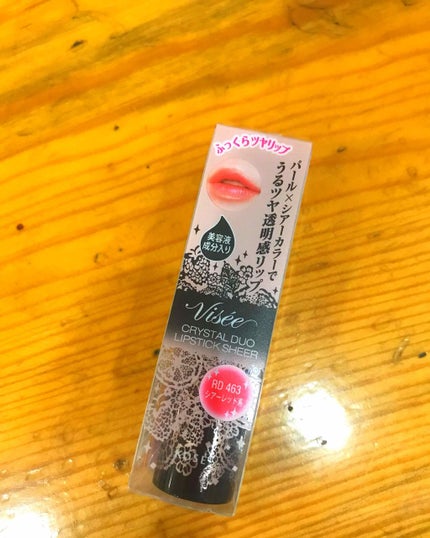 ふっくらツヤリップ
パール×シアーカラーで
うるツヤ透明感リップ
美容液
成分入り
Visée
CRYSTAL DUO
LIPSTICK SHEER
RD 463
シアーレッド系
KOSÉ